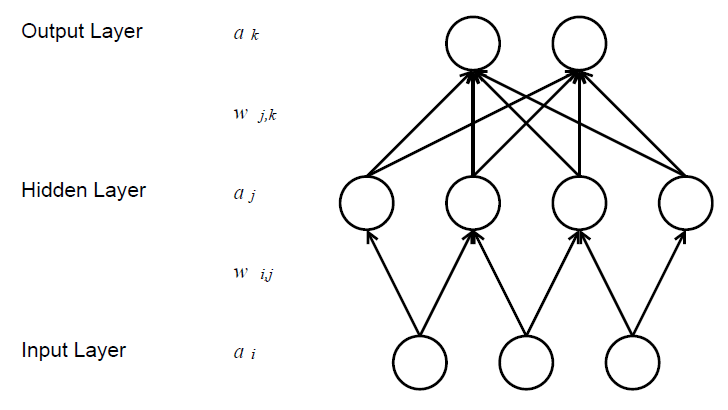 Output Layer a k
w j,k
Hidden Layer a j
w i,j
Input Layer a i